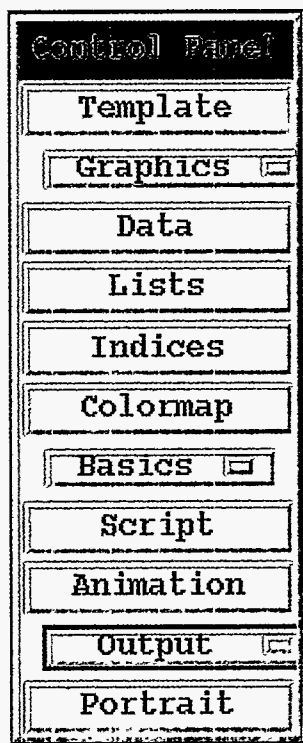 Control Panel
Template
Graphics
Data
Lists
Indices
Colormap
Basics
Script
Animation
Output
Portrait